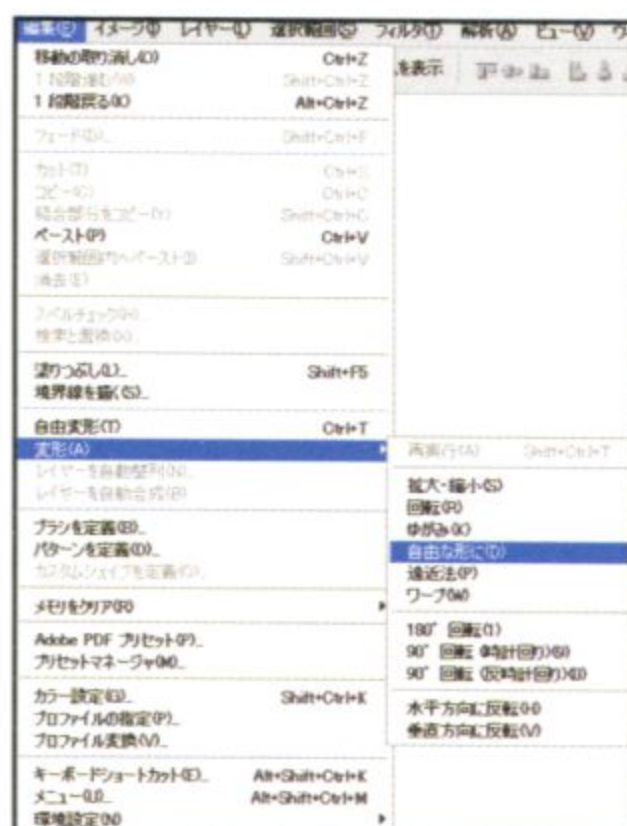 編集(E) イメージ(I) レイヤー(L) 選択範囲(S) フィルタ(T) 解析(A) ビュー(V) ウ
移動の取り消し(O) Ctrl+Z
1 段階進む(W) Shift+Ctrl+Z
1 段階戻る(K) Alt+Ctrl+Z
フェード(D)... Shift+Ctrl+F
カット(T) Ctrl+X
コピー(C) Ctrl+C
結合部分をコピー(Y) Shift+Ctrl+C
ペースト(P) Ctrl+V
選択範囲内へペースト(I) Shift+Ctrl+V
消去(E)
スペルチェック(H)...
検索と置換(X)...
塗りつぶし(L)... Shift+F5
境界線を描く(S)...
自由変形(T) Ctrl+T
変形(A)
レイヤーを自動整列(N)...
レイヤーを自動合成(B)
ブラシを定義(B)...
パターンを定義(D)...
カスタムシェイプを定義(G)...
メモリをクリア(R)
Adobe PDF プリセット(P)...
プリセットマネージャ(M)...
カラー設定(G)... Shift+Ctrl+K
プロファイルの指定(P)...
プロファイル変換(V)...
キーボードショートカット(E)... Alt+Shift+Ctrl+K
メニュー(U)... Alt+Shift+Ctrl+M
環境設定(N)
を表示
再実行(A) Shift+Ctrl+T
拡大・縮小(S)
回転(R)
ゆがみ(K)
自由な形に(D)
遠近法(P)
ワープ(W)
180° 回転(1)
90° 回転 (時計回り)(9)
90° 回転 (反時計回り)(0)
水平方向に反転(H)
垂直方向に反転(V)